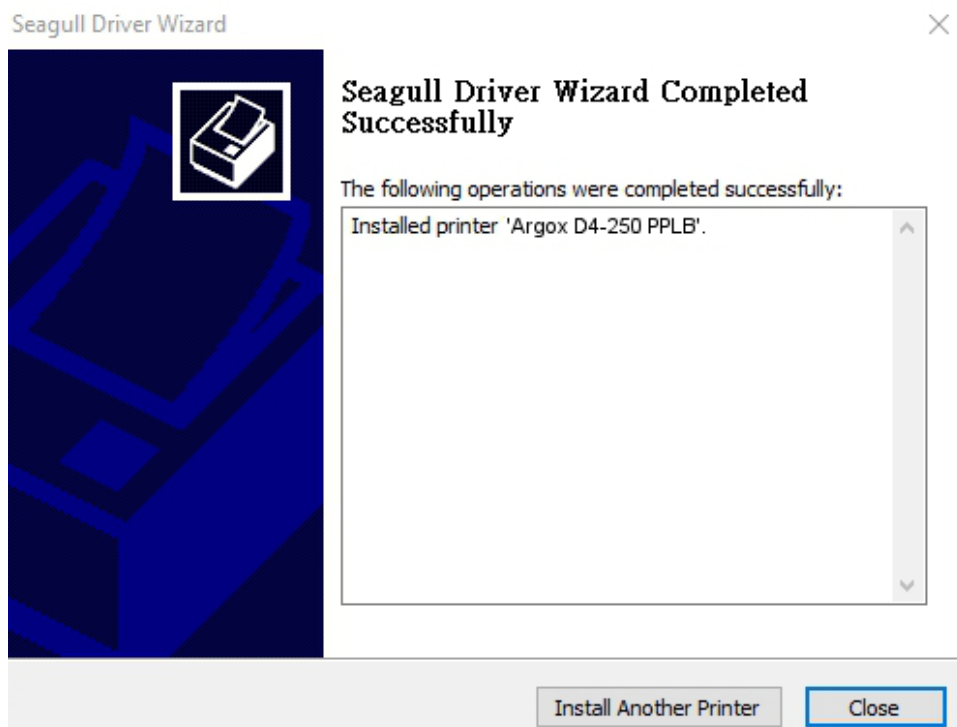 Seagull Driver Wizard
Seagull Driver Wizard Completed
Successfully
The following operations were completed successfully:
Installed printer 'Argox D4-250 PPLB'.
Install Another Printer
Close